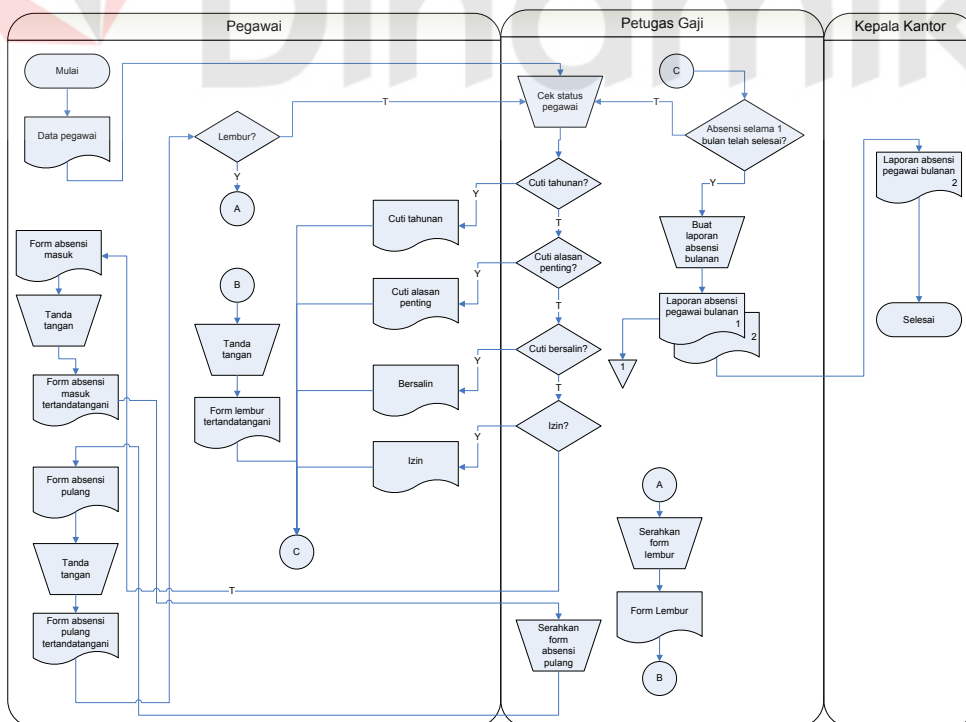 Dinamik
Pegawai
Petugas Gaji
Kepala Kantor
Mulai
Data pegawai
Lembur?
T
Y
A
Cek status
pegawai
C
Absensi selama 1
bulan telah selesai?
T
Y
Laporan absensi
pegawai bulanan
2
Cuti tahunan?
Y
T
Cuti tahunan
Form absensi
masuk
Buat
laporan
absensi
bulanan
Cuti alasan
penting?
Y
T
Cuti alasan
penting
B
Tanda
tangan
Tanda
tangan
Laporan absensi
pegawai bulanan
1
2
1
Selesai
Cuti bersalin?
Y
T
Bersalin
Form absensi
masuk
tertandatangani
Form lembur
tertandatangani
Izin?
Y
Izin
Form absensi
pulang
A
Serahkan
form
lembur
C
Tanda
tangan
T
Form absensi
pulang
tertandatangani
Serahkan
form
absensi
pulang
Form Lembur
B